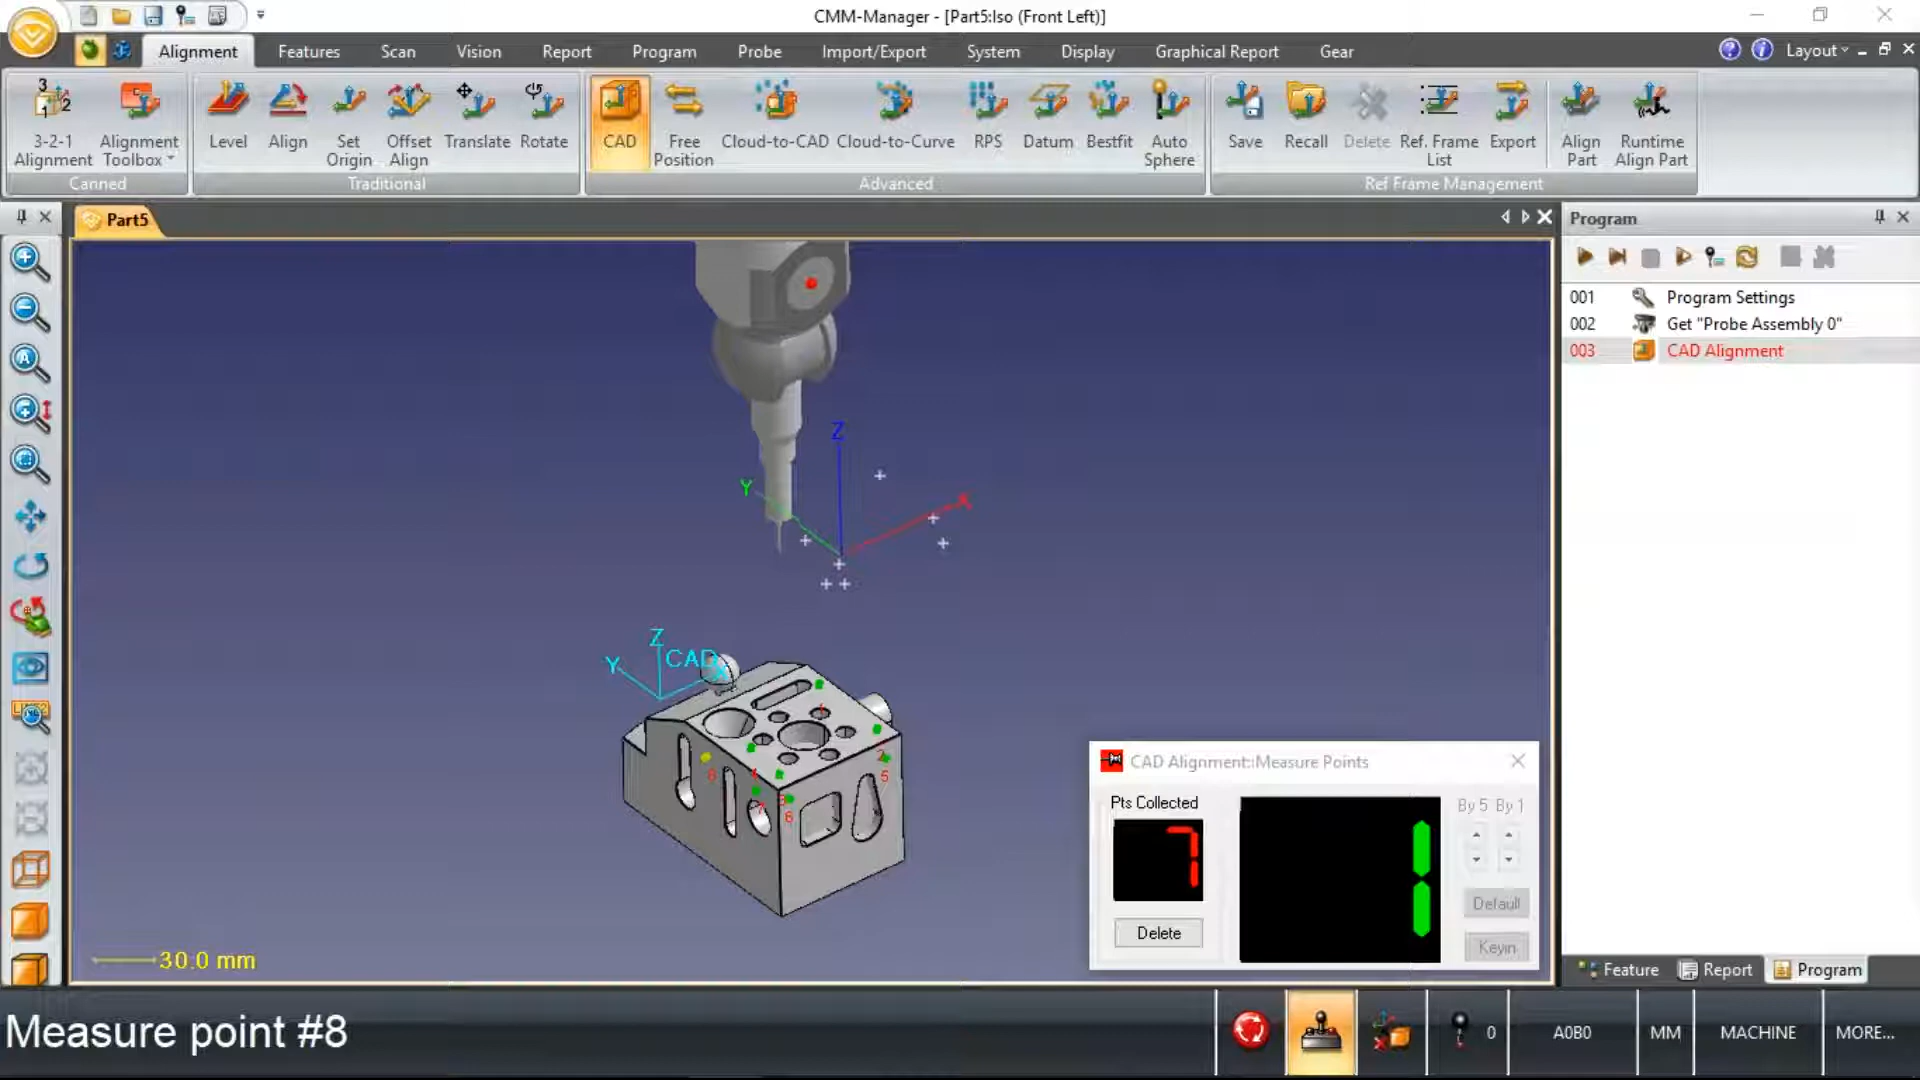 CMM-Manager - [Part5:Iso (Front Left)]
Alignment Features Scan Vision Report Program Probe Import/Export System Display Graphical Report Gear Layout
3-2-1 Alignment
Alignment Toolbox
Level
Align
Set Origin
Offset Align
Translate
Rotate
CAD
Free Position
Cloud-to-CAD
Cloud-to-Curve
RPS
Datum
Bestfit
Auto Sphere
Save
Recall
Delete
Ref. Frame List
Export
Align Part
Runtime Align Part
Canned
Traditional
Advanced
Ref Frame Management
Part5
Program
001 Program Settings
002 Get "Probe Assembly 0"
003 CAD Alignment
Z
Y
X
Z
Y CAD
30.0 mm
CAD Alignment::Measure Points
Pts Collected
7
1
By 5 By 1
Delete
Default
Keyin
Feature Report Program
Measure point #8
0 A0B0 MM MACHINE MORE...